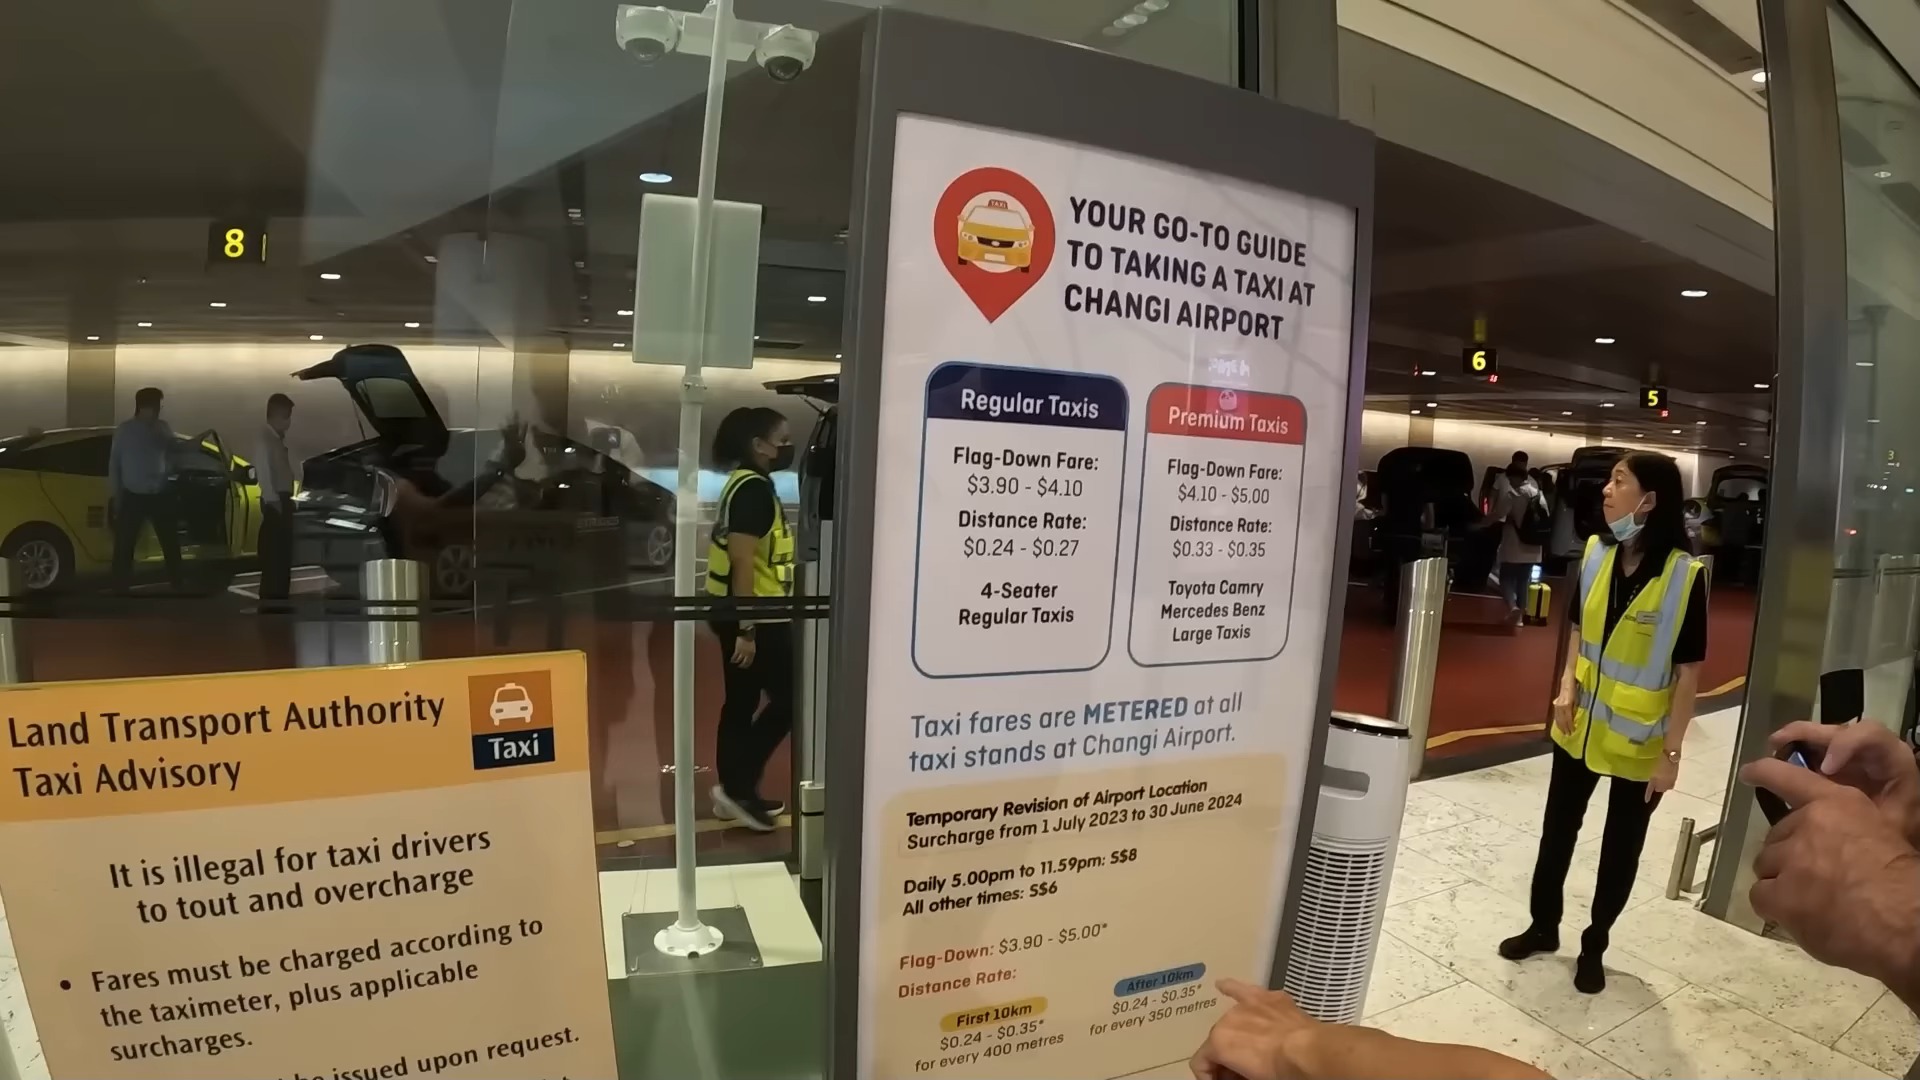 8
TAXI
YOUR GO-TO GUIDE
TO TAKING A TAXI AT
CHANGI AIRPORT
Regular Taxis
Flag-Down Fare:
$3.90 - $4.10
Distance Rate:
$0.24 - $0.27
4-Seater
Regular Taxis
Premium Taxis
Flag-Down Fare:
$4.10 - $5.00
Distance Rate:
$0.33 - $0.35
Toyota Camry
Mercedes Benz
Large Taxis
Taxi fares are METERED at all
taxi stands at Changi Airport.
Temporary Revision of Airport Location
Surcharge from 1 July 2023 to 30 June 2024
Daily 5.00pm to 11.59pm: S$8
All other times: S$6
Flag-Down: $3.90 - $5.00*
Distance Rate:
First 10km
$0.24 - $0.35*
for every 400 metres
After 10km
$0.24 - $0.35*
for every 350 metres
6
5
3
Land Transport Authority
Taxi Advisory
Taxi
It is illegal for taxi drivers
to tout and overcharge
• Fares must be charged according to
the taximeter, plus applicable
surcharges.
be issued upon request.